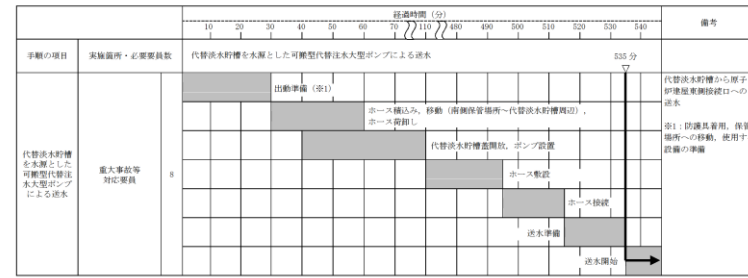 経過時間（分）
備考
10 20 30 40 50 60 70 480 490 500 510 520 530 540
手順の項目
実施箇所・必要要員数
代替淡水貯槽を水源とした可搬型代替注水大型ポンプによる送水
535 分
出動準備（※1）
ホース積込み，移動（南側保管場所～代替淡水貯槽周辺），
ホース荷卸し
代替淡水貯槽蓋開放，ポンプ設置
ホース敷設
ホース接続
送水準備
送水開始
代替淡水貯槽
を水源とした
可搬型代替注
水大型ポンプ
による送水
重大事故等
対応要員
8
代替淡水貯槽から原子
炉建屋東側接続口への
送水
※1：防護具着用，保管
場所への移動，使用す
設備の準備